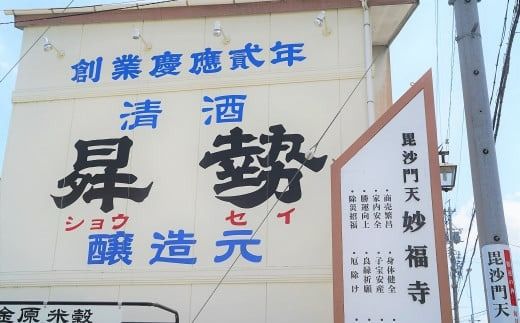 創業慶應貳年
清酒
昇勢
ショウセイ
醸造元
金原米穀
毘沙門天 妙福寺
・商売繁昌 ・身体健全
・家内安全 ・子宝安産
・勝運向上 ・良縁祈願
・除災招福 ・厄除け
毘沙門天